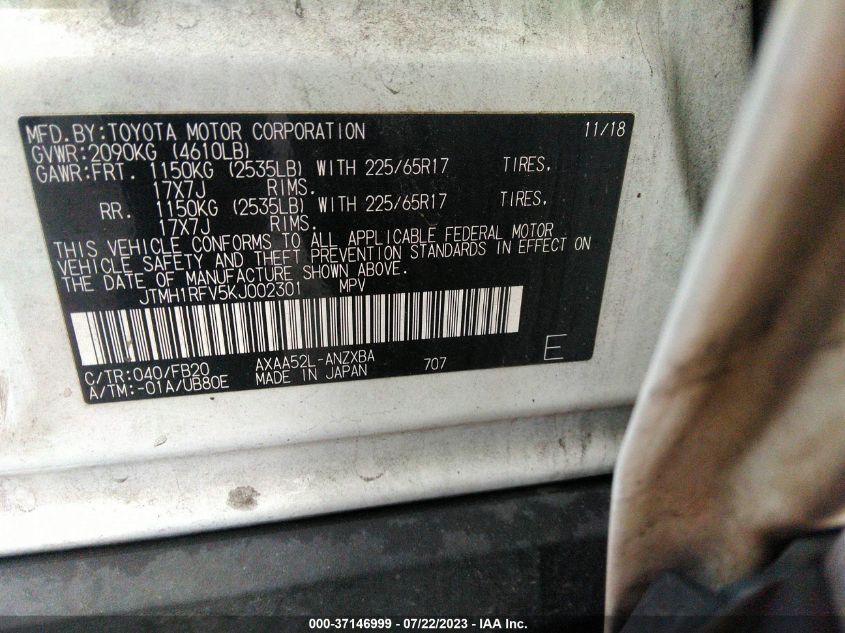 MFD.BY:TOYOTA MOTOR CORPORATION 11/18
GVWR:2090KG (4610LB)
GAWR:FRT. 1150KG (2535LB) WITH 225/65R17 TIRES.
17X7J RIMS.
RR. 1150KG (2535LB) WITH 225/65R17 TIRES.
17X7J RIMS.
THIS VEHICLE CONFORMS TO ALL APPLICABLE FEDERAL MOTOR
VEHICLE SAFETY AND THEFT PREVENTION STANDARDS IN EFFECT ON
THE DATE OF MANUFACTURE SHOWN ABOVE.
JTMH1RFV5KJ002301 MPV
C/TR:040/FB20 AXAA52L-ANZXBA 707 E
A/TM:-01A/UB80E MADE IN JAPAN
000-37146999 / 07/22/2023 - © IAA Inc.